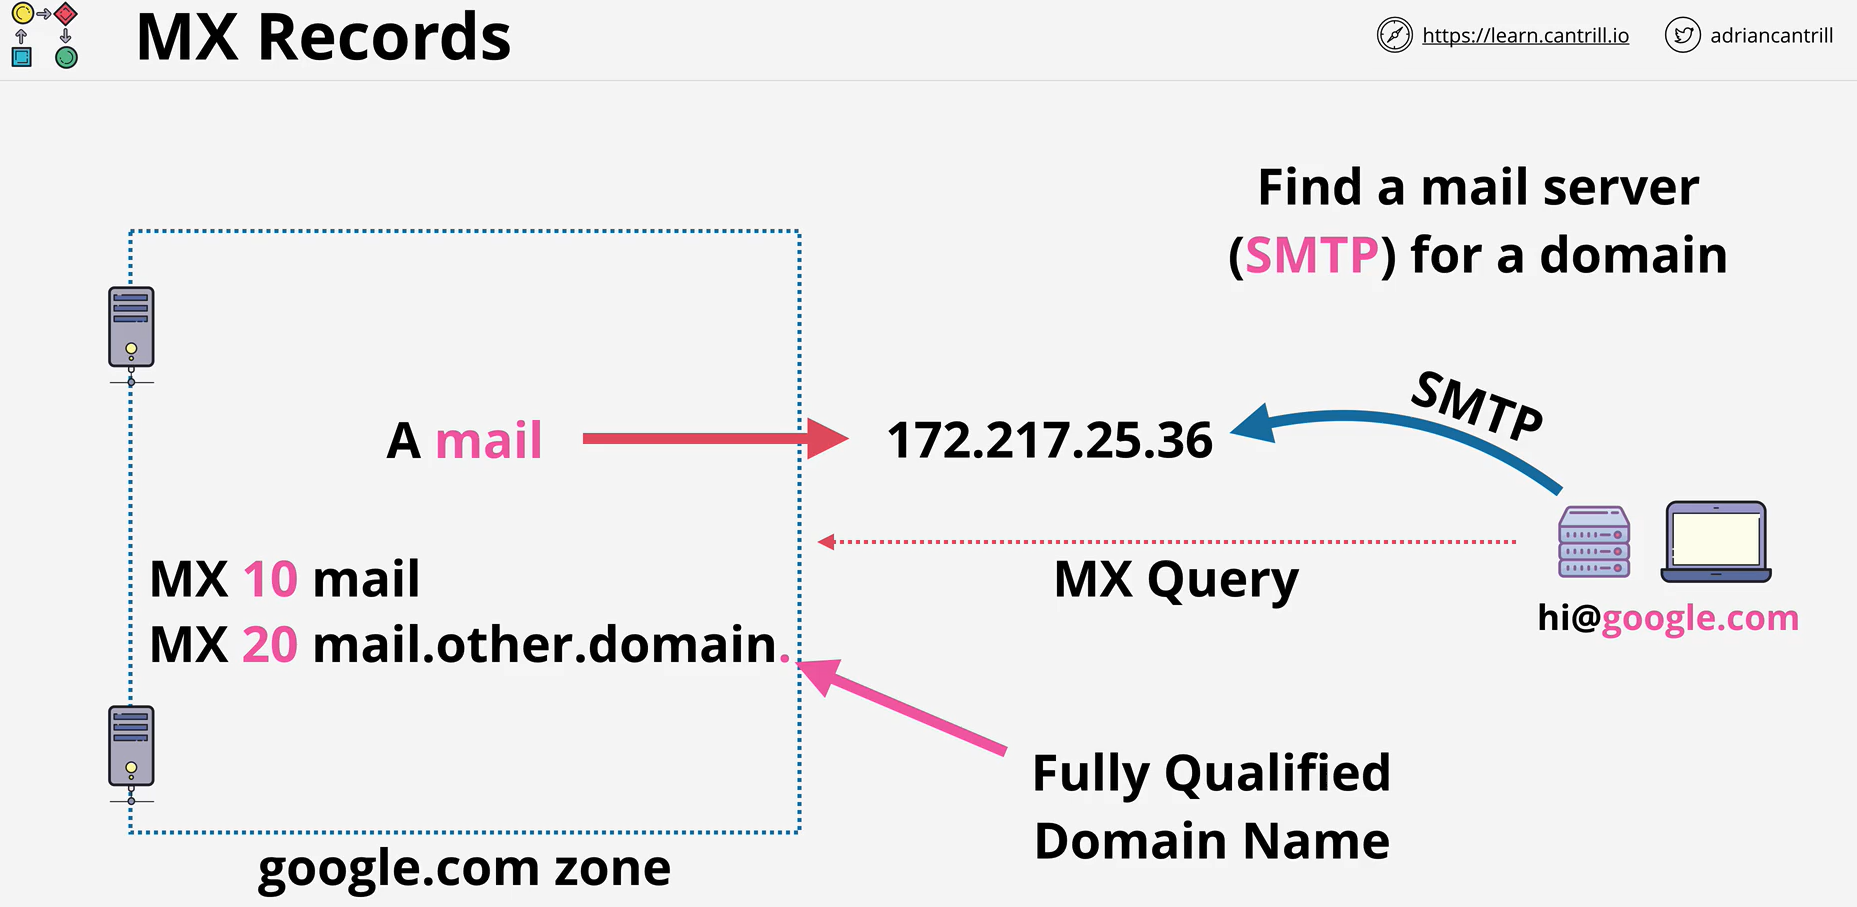 MX Records
https://learn.cantrill.io
adriancantrill
Find a mail server
(SMTP) for a domain
SMTP
A mail
172.217.25.36
MX 10 mail
MX Query
hi@google.com
MX 20 mail.other.domain.
Fully Qualified
Domain Name
google.com zone